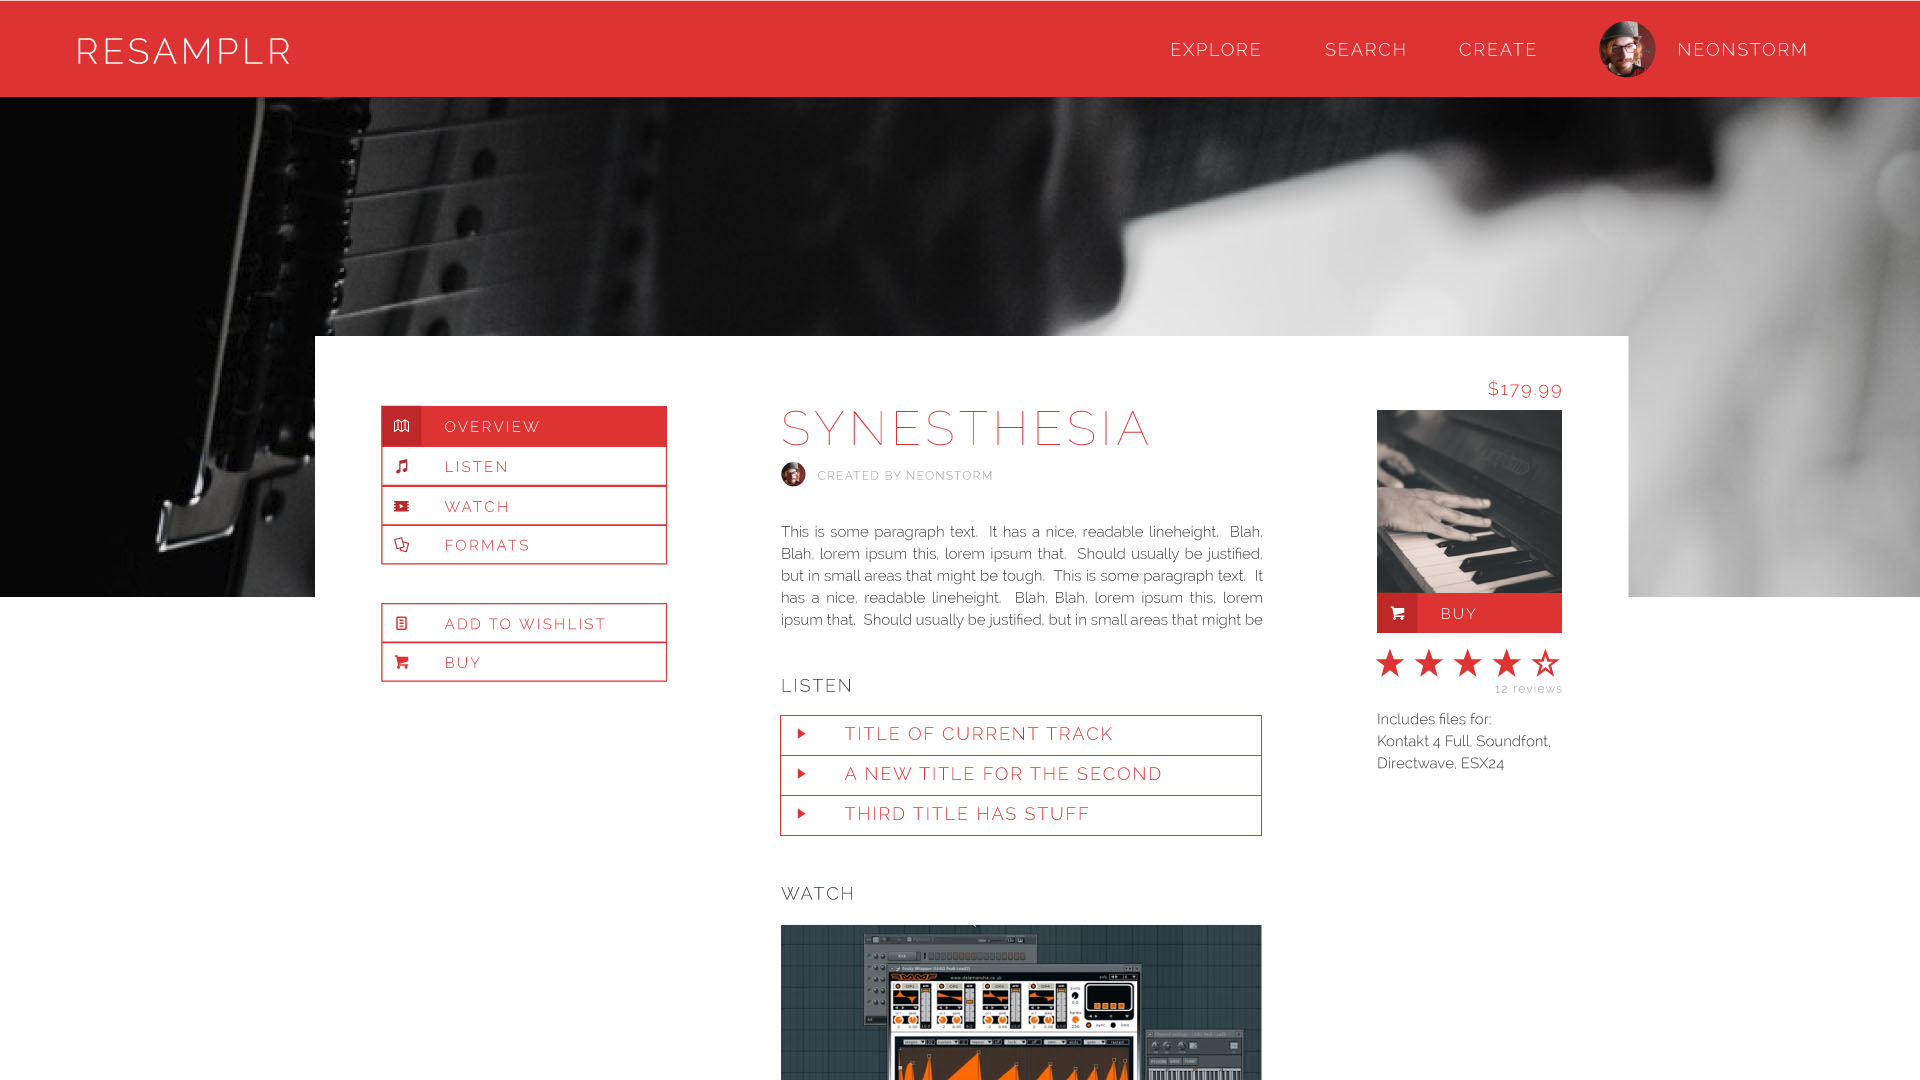 RESAMPLR
EXPLORE
SEARCH
CREATE
NEONSTORM
OVERVIEW
LISTEN
WATCH
FORMATS
ADD TO WISHLIST
BUY
SYNESTHESIA
CREATED BY NEONSTORM
This is some paragraph text. It has a nice, readable lineheight. Blah,
Blah, lorem ipsum this, lorem ipsum that. Should usually be justified,
but in small areas that might be tough. This is some paragraph text. It
has a nice, readable lineheight. Blah, Blah, lorem ipsum this, lorem
ipsum that. Should usually be justified, but in small areas that might be
LISTEN
TITLE OF CURRENT TRACK
A NEW TITLE FOR THE SECOND
THIRD TITLE HAS STUFF
WATCH
$179.99
BUY
12 reviews
Includes files for:
Kontakt 4 Full, Soundfont,
Directwave, ESX24